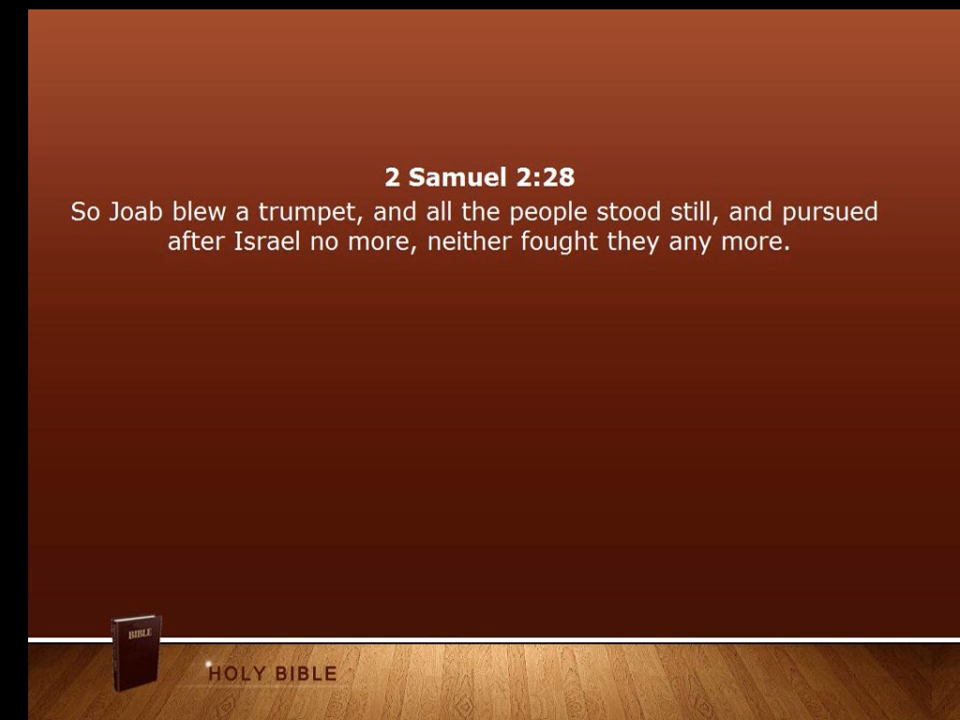 2 Samuel 2:28
So Joab blew a trumpet, and all the people stood still, and pursued
after Israel no more, neither fought they any more.
BIBLE
HOLY BIBLE